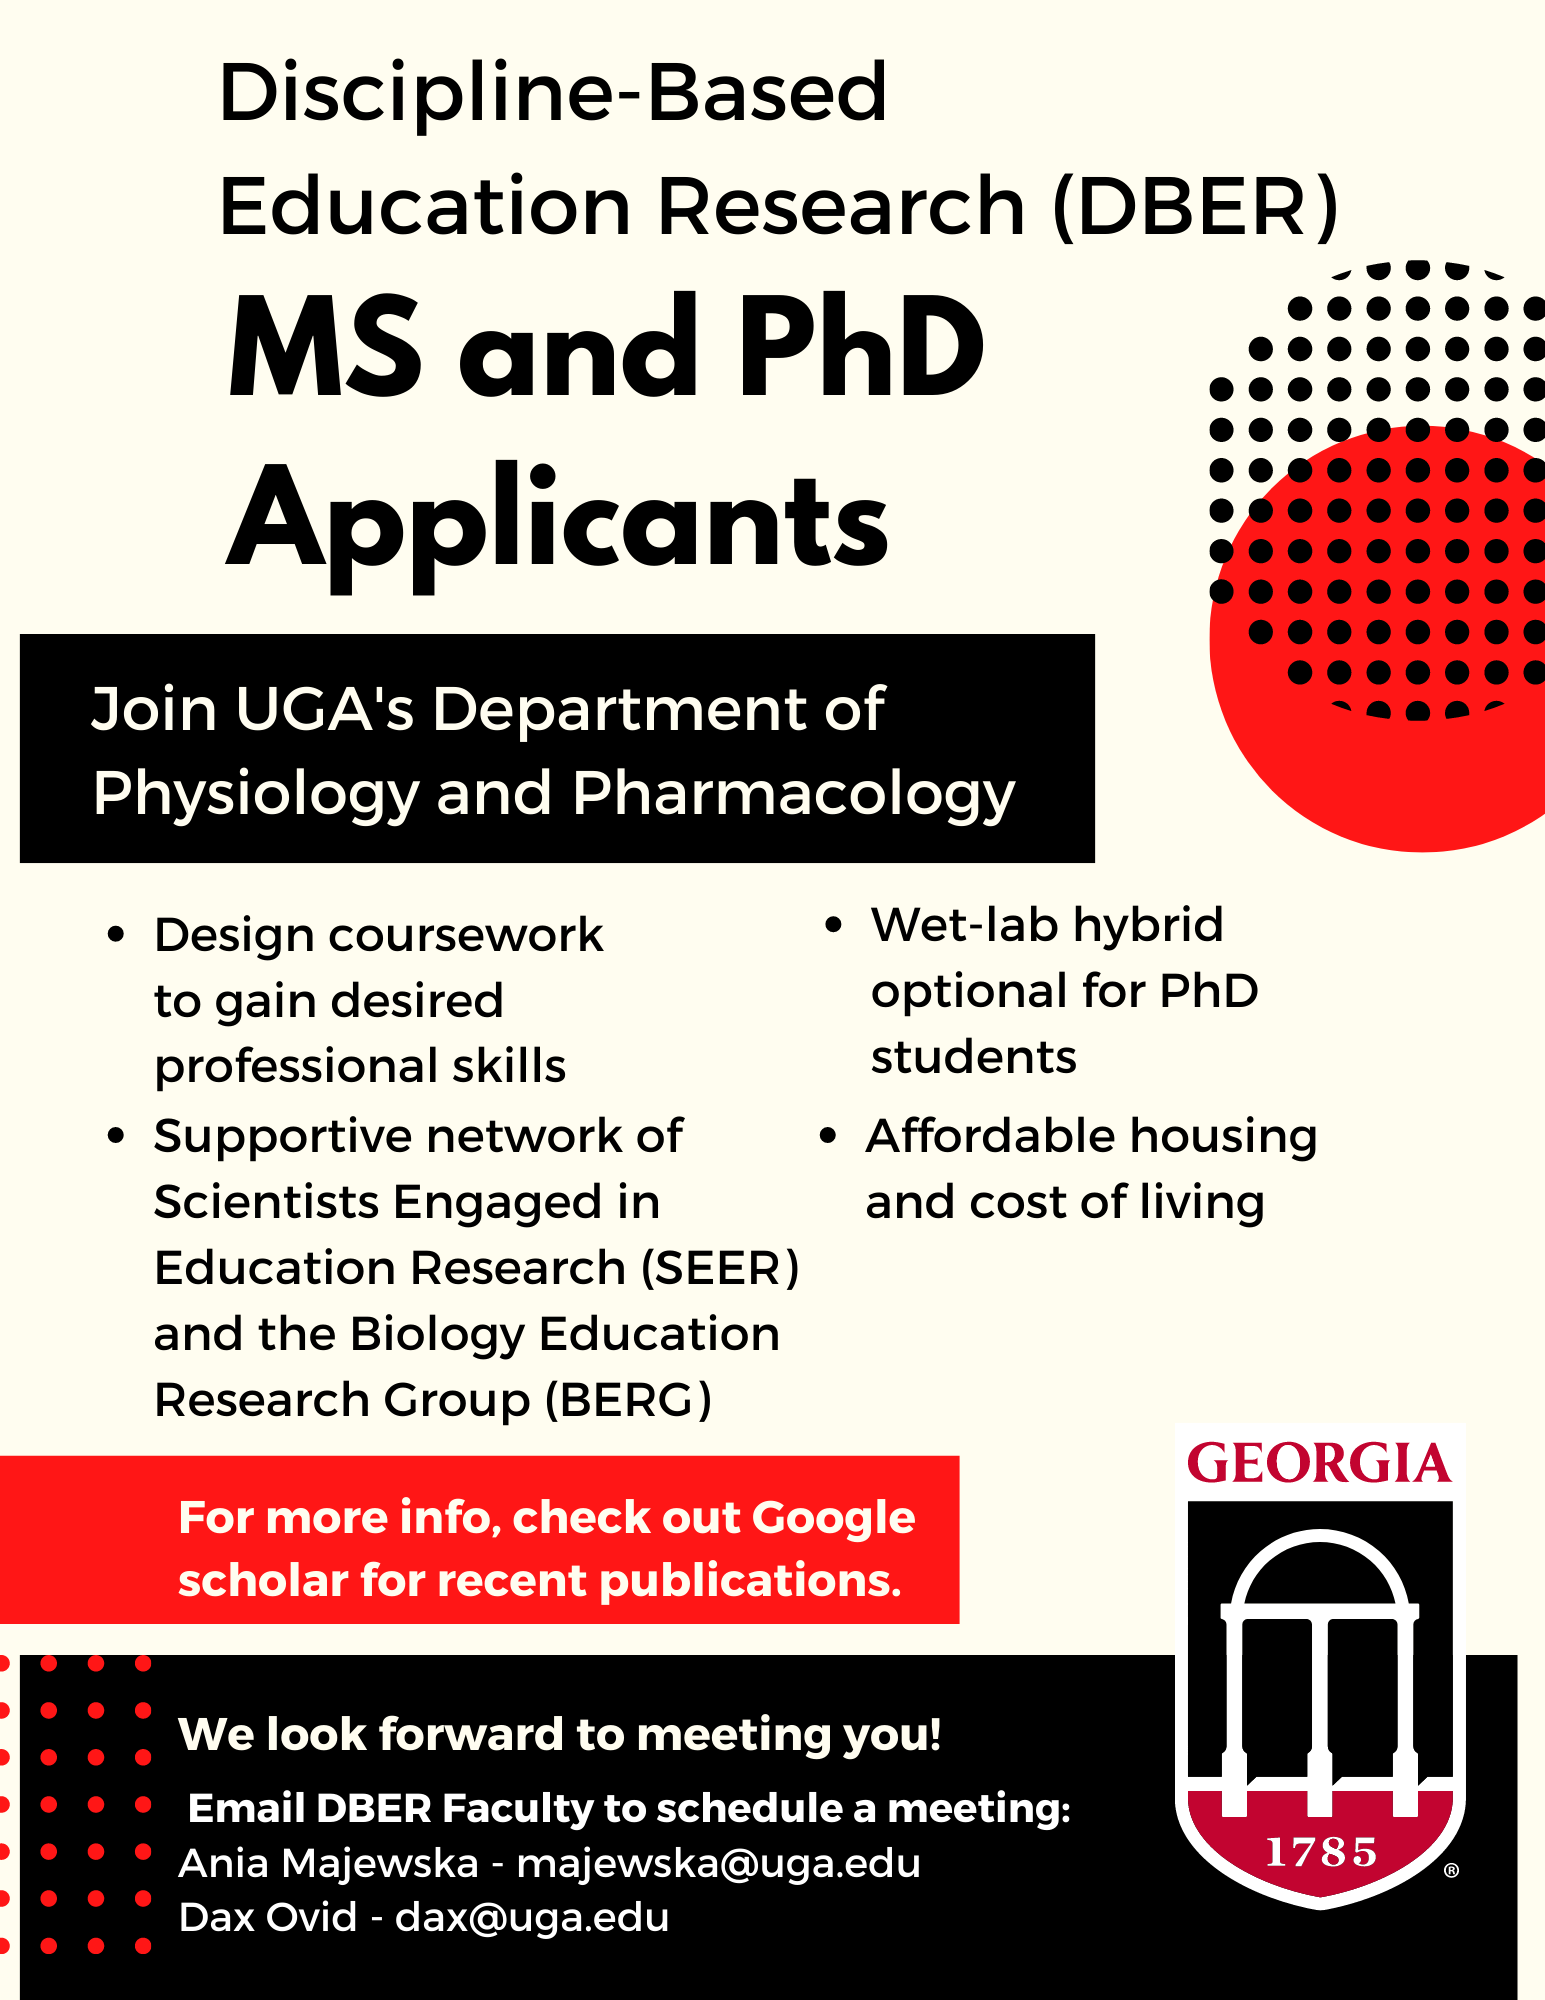 Discipline-Based
Education Research (DBER)
MS and PhD
Applicants
Join UGA's Department of
Physiology and Pharmacology
• Design coursework
to gain desired
professional skills
• Supportive network of
Scientists Engaged in
Education Research (SEER)
and the Biology Education
Research Group (BERG)
• Wet-lab hybrid
optional for PhD
students
• Affordable housing
and cost of living
For more info, check out Google
scholar for recent publications.
GEORGIA
1785
®
We look forward to meeting you!
Email DBER Faculty to schedule a meeting:
Ania Majewska - majewska@uga.edu
Dax Ovid - dax@uga.edu